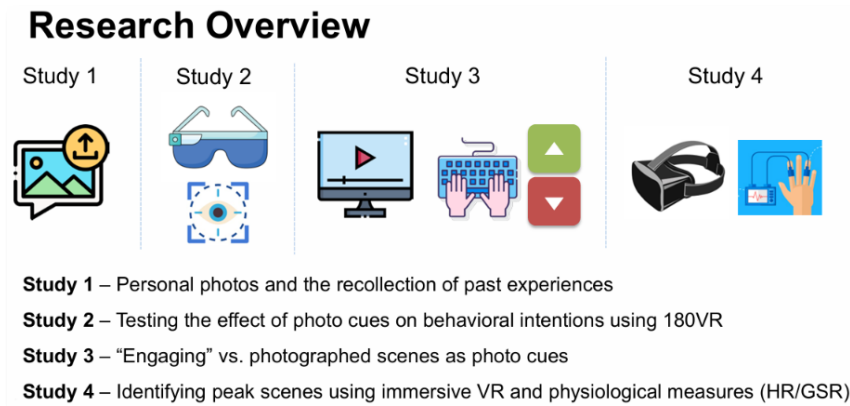 Research Overview
Study 1
Study 2
Study 3
Study 4
Study 1 – Personal photos and the recollection of past experiences
Study 2 – Testing the effect of photo cues on behavioral intentions using 180VR
Study 3 – “Engaging” vs. photographed scenes as photo cues
Study 4 – Identifying peak scenes using immersive VR and physiological measures (HR/GSR)